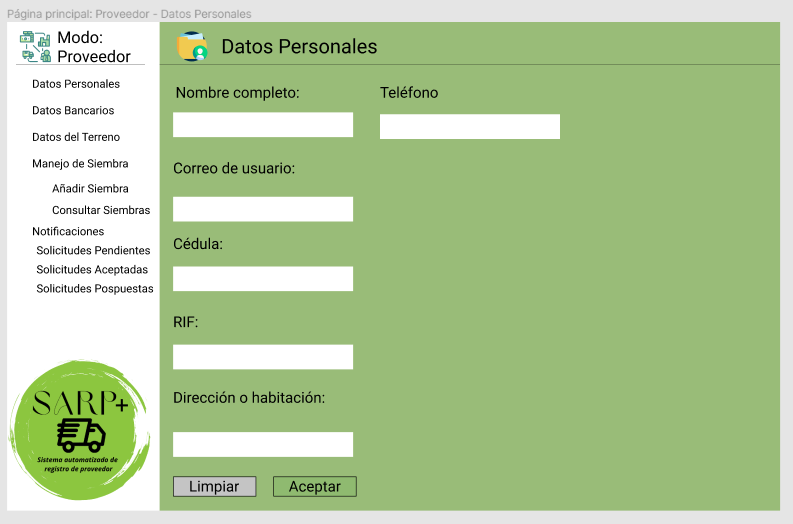 Página principal: Proveedor - Datos Personales
Modo:
Proveedor
Datos Personales
Datos Bancarios
Datos del Terreno
Manejo de Siembra
Añadir Siembra
Consultar Siembras
Notificaciones
Solicitudes Pendientes
Solicitudes Aceptadas
Solicitudes Pospuestas
SARP+
Sistema automatizado de
registro de proveedor
Datos Personales
Nombre completo:
Teléfono
Correo de usuario:
Cédula:
RIF:
Dirección o habitación:
Limpiar
Aceptar